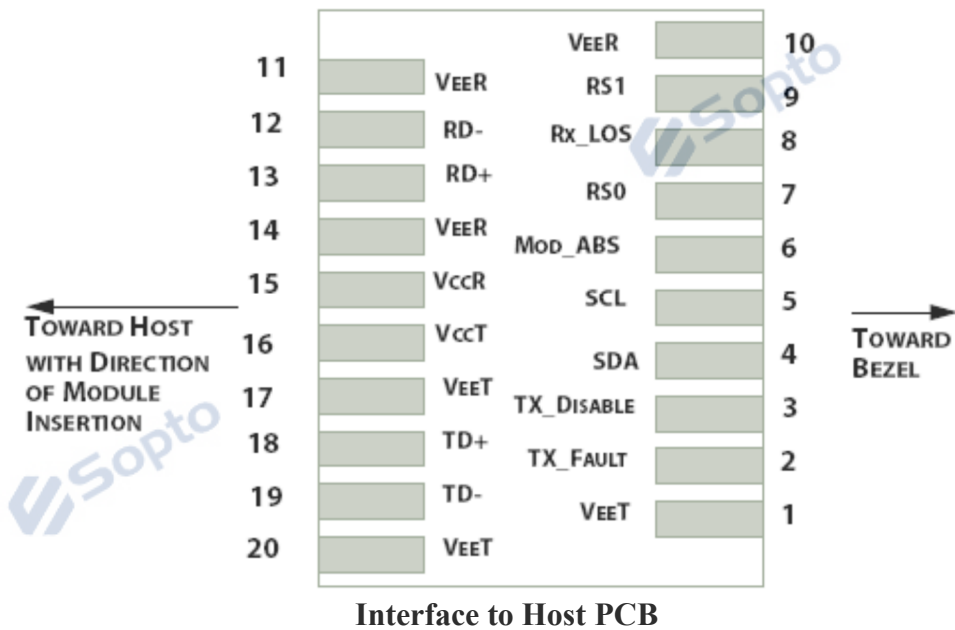 11 VEER
12 RD-
13 RD+
14 VEER
15 VCCR
16 VCCT
17 VEET
18 TD+
19 TD-
20 VEET
VEER 10
RS1 9
RX_LOS 8
RS0 7
MOD_ABS 6
SCL 5
SDA 4
TX_DISABLE 3
TX_FAULT 2
VEET 1
TOWARD HOST
WITH DIRECTION
OF MODULE
INSERTION
TOWARD
BEZEL
Sopto
Sopto
Interface to Host PCB